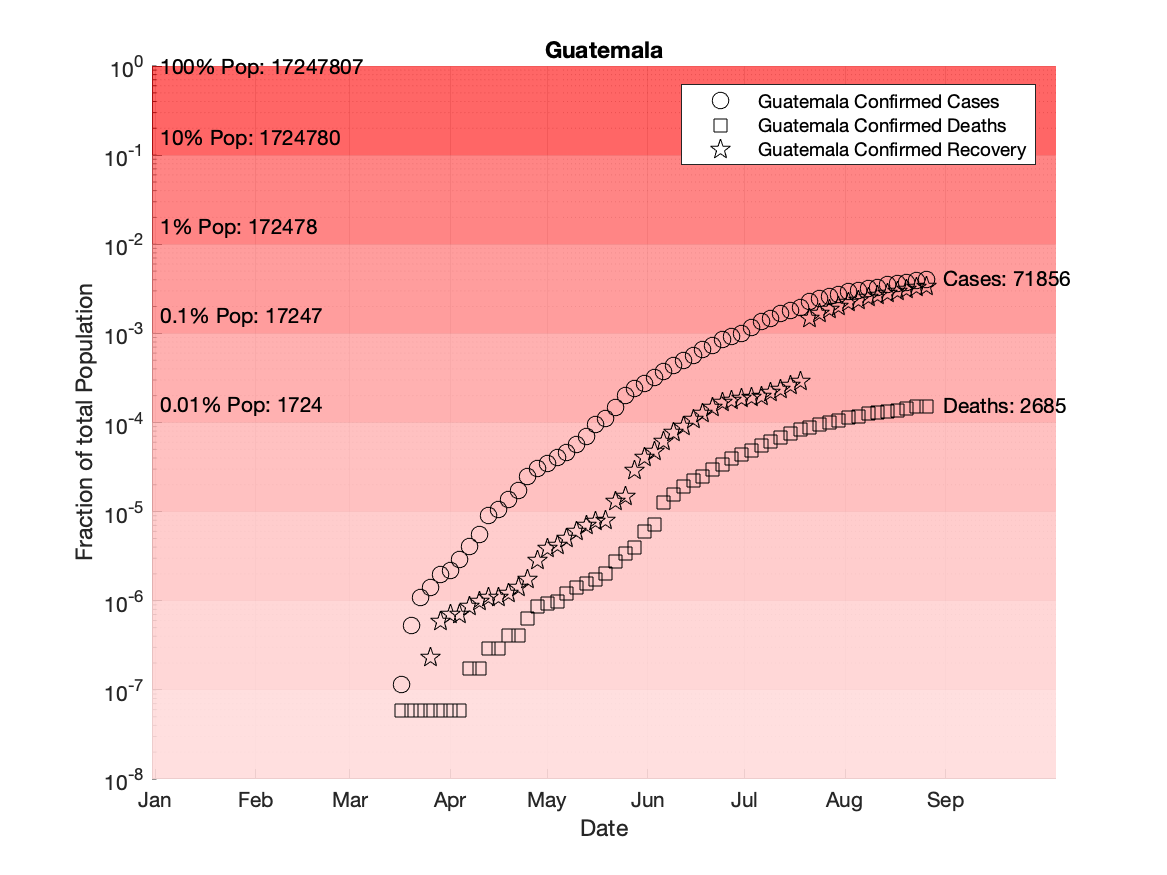 Guatemala
10^0
100% Pop: 17247807
Guatemala Confirmed Cases
Guatemala Confirmed Deaths
Guatemala Confirmed Recovery
10% Pop: 1724780
10^-1
1% Pop: 172478
10^-2
Cases: 71856
0.1% Pop: 17247
10^-3
0.01% Pop: 1724
Deaths: 2685
10^-4
10^-5
10^-6
10^-7
10^-8
Fraction of total Population
Jan Feb Mar Apr May Jun Jul Aug Sep
Date